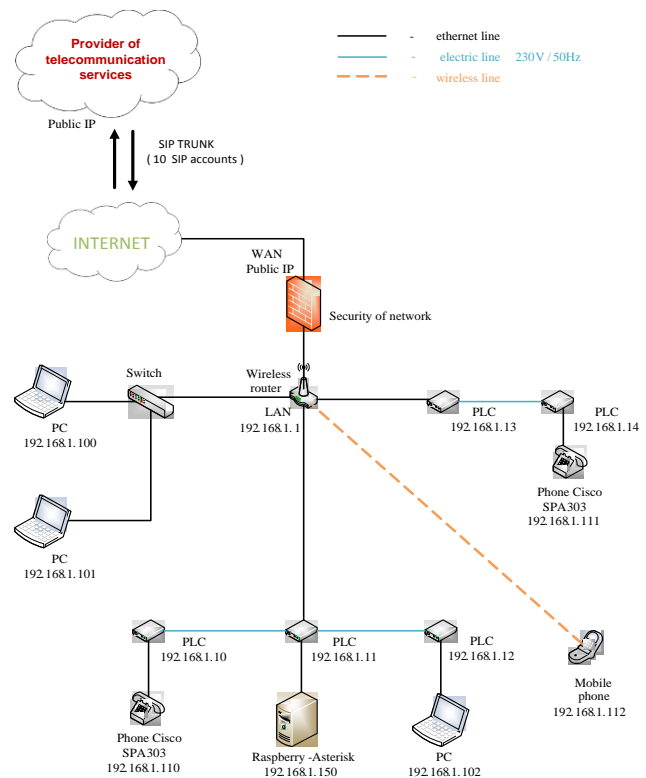 Provider of
telecommunication
services
Public IP
SIP TRUNK
( 10 SIP accounts )
- ethernet line
- electric line 230V / 50Hz
- wireless line
INTERNET
WAN
Public IP
Security of network
Switch
Wireless
router
LAN
192.168.1.1
PC
192.168.1.100
PLC
192.168.1.13
PLC
192.168.1.14
Phone Cisco
SPA303
192.168.1.111
PC
192.168.1.101
PLC
192.168.1.10
PLC
192.168.1.11
PLC
192.168.1.12
Mobile
phone
192.168.1.112
Phone Cisco
SPA303
192.168.1.110
Raspberry -Asterisk
192.168.1.150
PC
192.168.1.102